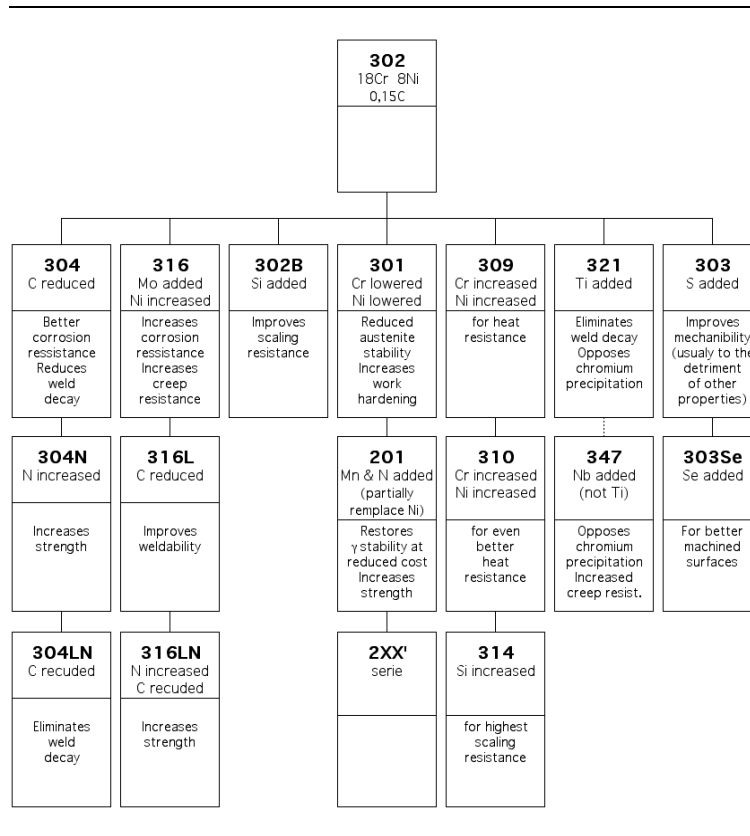 302
18Cr 8Ni
0,15C
304
C reduced
Better
corrosion
ressistance
Reduces
weld
decay
316
Mo added
Ni increased
Increases
corrosion
ressistance
Increases
creep
resistance
302B
Si added
Improves
scaling
resistance
301
Cr lowered
Ni lowered
Reduced
austenite
stability
Increases
work
hardening
309
Cr increased
Ni increased
for heat
resistance
321
Ti added
Eliminates
weld decay
Opposes
chromium
precipitation
303
S added
Improves
mechanibility
(usualy to the
detriment
of other
properties)
304N
N increased
Increases
strength
316L
C reduced
Improves
weldability
201
Mn & N added
(partially
remplace Ni)
Restores
γ stability at
reduced cost
Increases
strength
310
Cr increased
Ni increased
for even
better
heat
resistance
347
Nb added
(not Ti)
Opposes
chromium
precipitation
Increased
creep resist.
303Se
Se added
For better
machined
surfaces
304LN
C recuded
Eliminates
weld
decay
316LN
N increased
C recuded
Increases
strength
2XX'
serie
314
Si increased
for highest
scaling
resistance